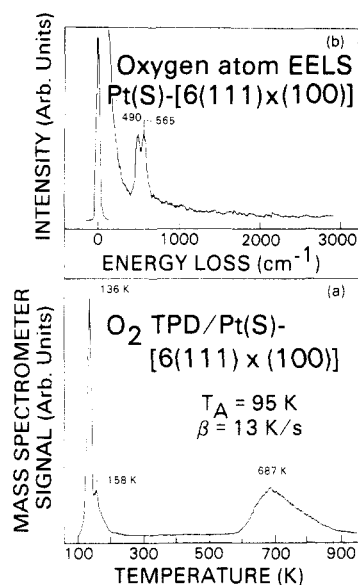 (b)
Oxygen atom EELS
Pt(S)-[6(111)x(100)]
490
565
INTENSITY (Arb. Units)
0 1000 2000 3000
ENERGY LOSS (cm⁻¹)
136 K
(a)
O₂ TPD/Pt(S)-
[6(111) x (100)]
T_A = 95 K
β = 13 K/s
158 K
687 K
MASS SPECTROMETER
SIGNAL (Arb. Units)
100 300 500 700 900
TEMPERATURE (K)